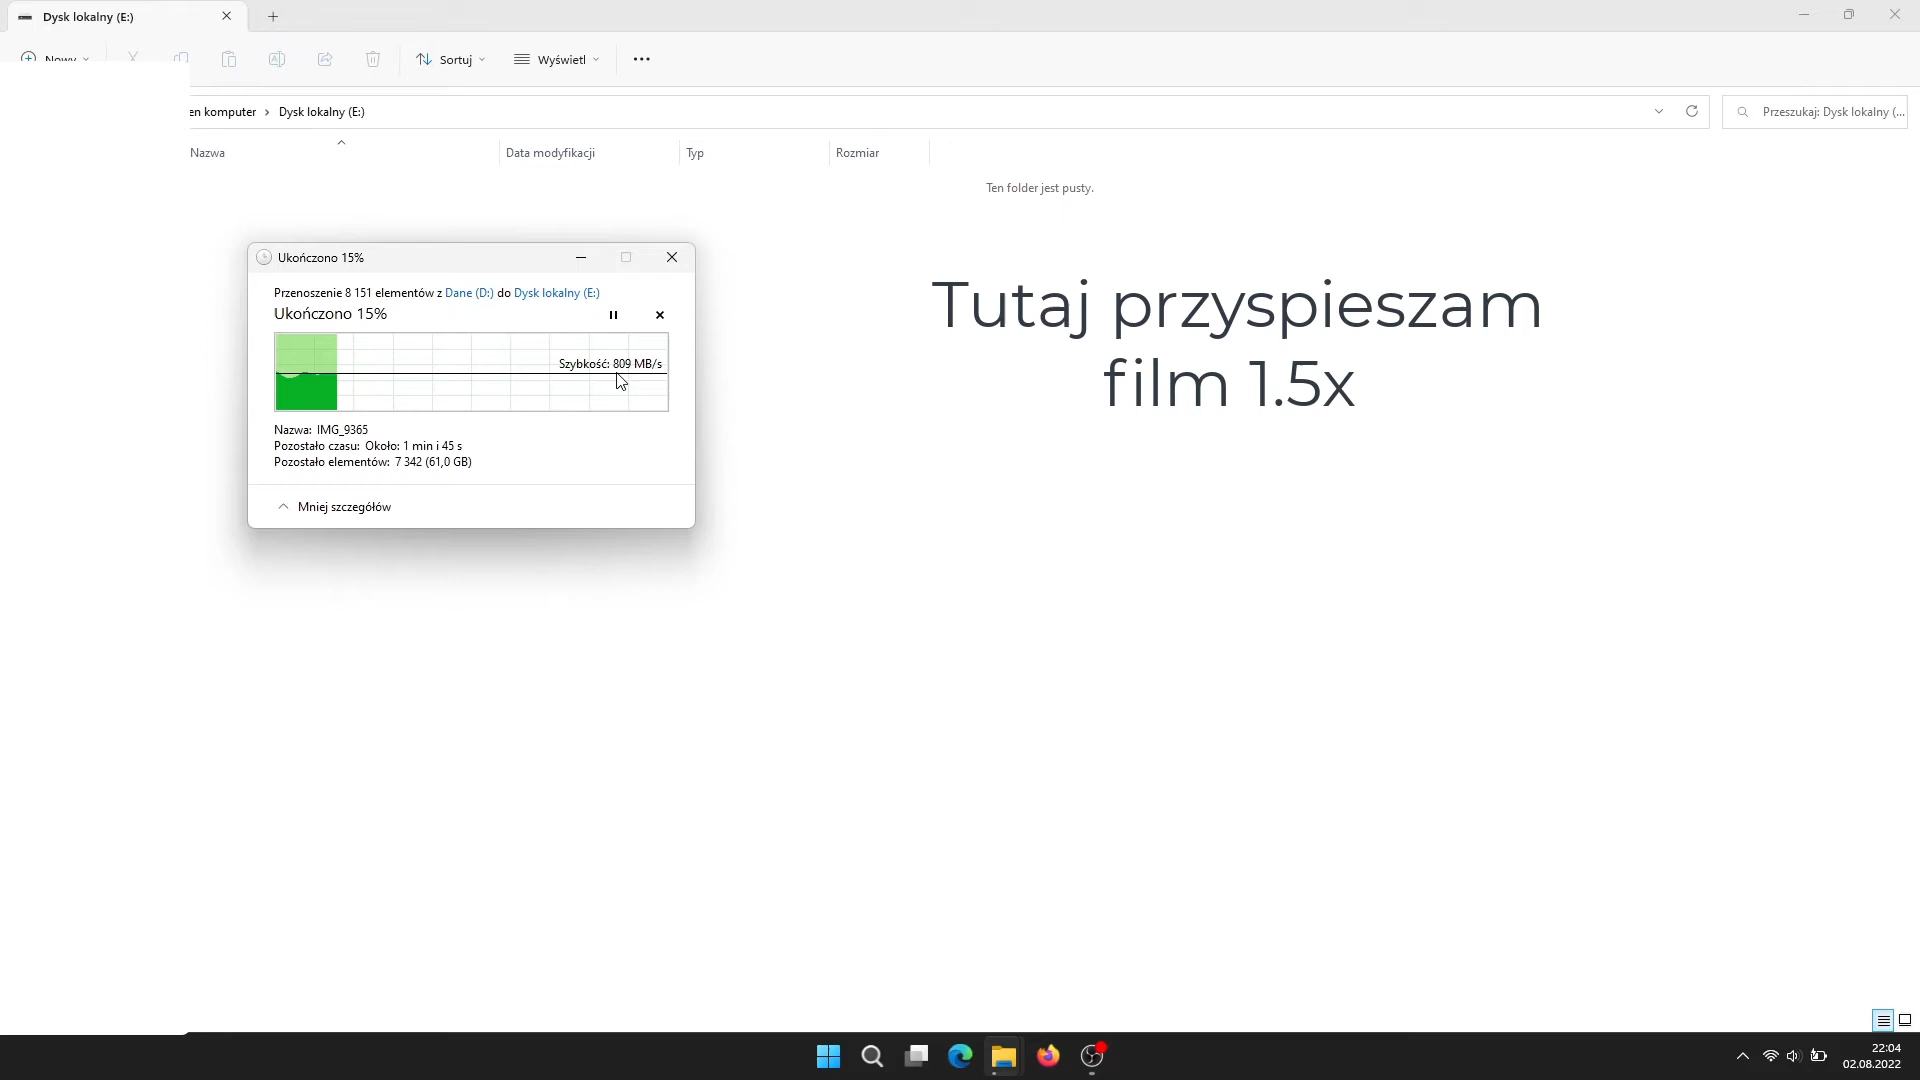 Dysk lokalny (E:)
Nowy
Sortuj
Wyświetl
en komputer > Dysk lokalny (E:)
Przeszukaj: Dysk lokalny (...
Nazwa
Data modyfikacji
Typ
Rozmiar
Ten folder jest pusty.
Ukończono 15%
Przenoszenie 8 151 elementów z Dane (D:) do Dysk lokalny (E:)
Ukończono 15%
Szybkość: 809 MB/s
Nazwa: IMG_9365
Pozostało czasu: Około: 1 min i 45 s
Pozostało elementów: 7 342 (61,0 GB)
Mniej szczegółów
Tutaj przyspieszam
film 1.5x
22:04
02.08.2022